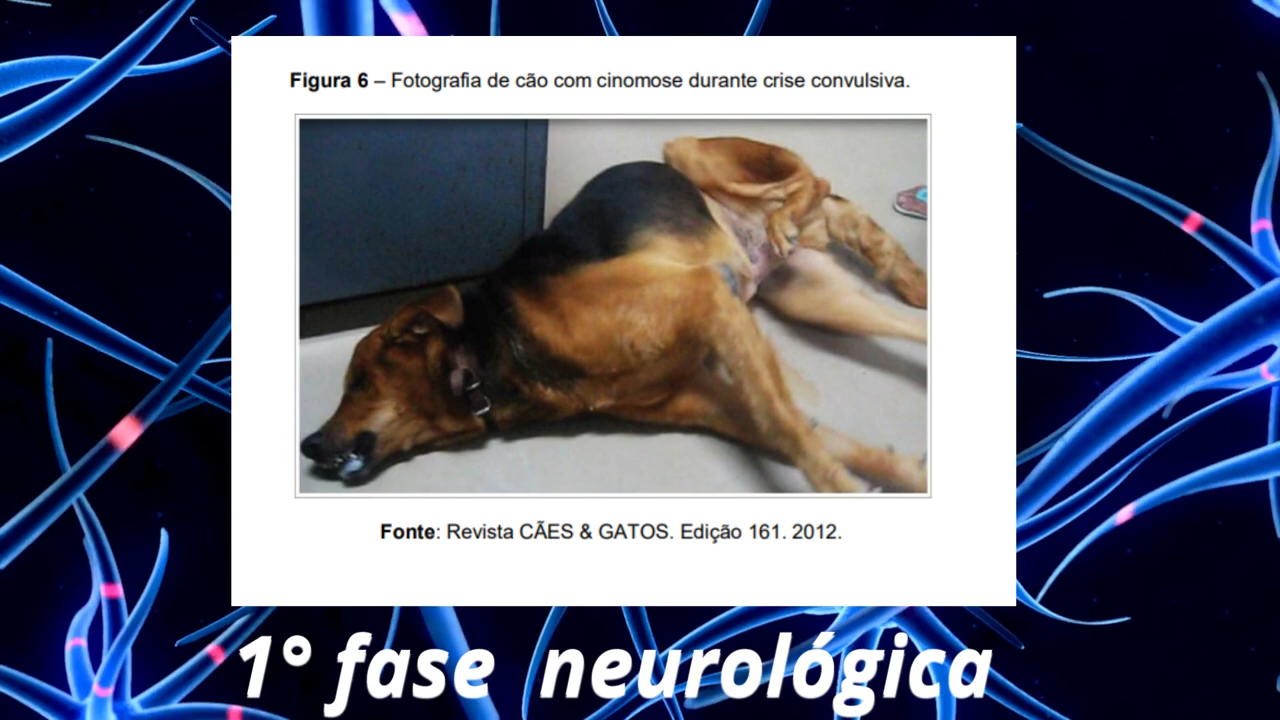 Figura 6 – Fotografia de cão com cinomose durante crise convulsiva.
Fonte: Revista CÃES & GATOS. Edição 161. 2012.
1° fase neurológica